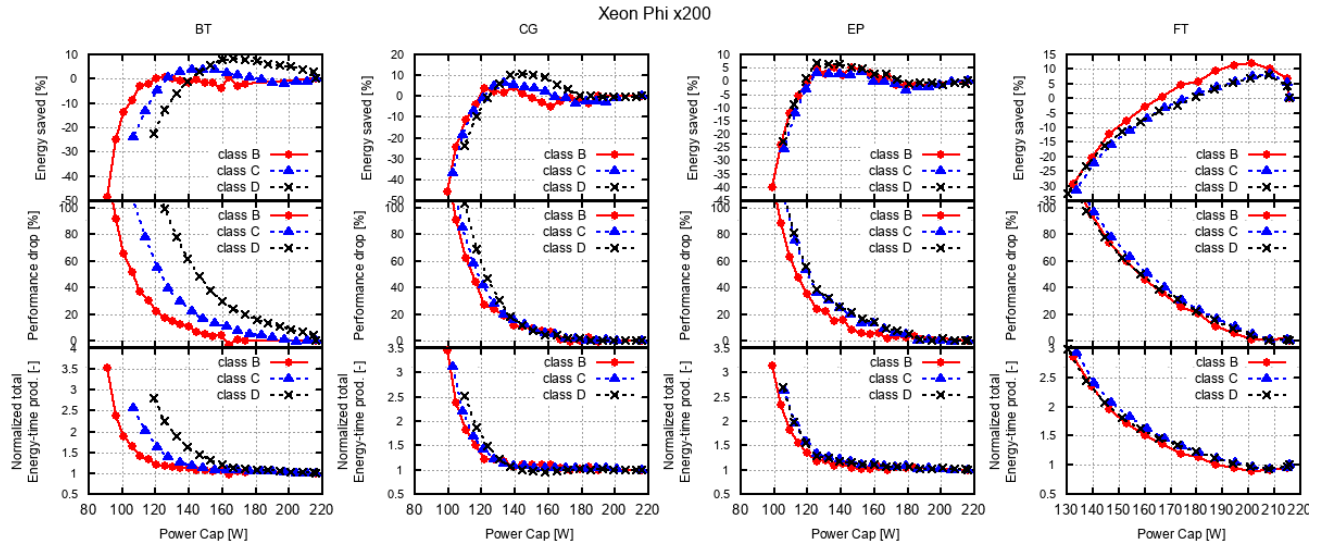 Xeon Phi x200
BT
CG
EP
FT
Energy saved [%]
10
0
-10
-20
-30
-40
-50
class B
class C
class D
Performance drop [%]
100
80
60
40
20
0
class B
class C
class D
Normalized total
Energy-time prod. [-]
4
3.5
3
2.5
2
1.5
1
0.5
class B
class C
class D
80 100 120 140 160 180 200 220
Power Cap [W]
Energy saved [%]
20
10
0
-10
-20
-30
-40
-50
class B
class C
class D
Performance drop [%]
100
80
60
40
20
0
class B
class C
class D
Normalized total
Energy-time prod. [-]
3.5
3
2.5
2
1.5
1
0.5
class B
class C
class D
80 100 120 140 160 180 200 220
Power Cap [W]
Energy saved [%]
10
5
0
-5
-10
-15
-20
-25
-30
-35
-40
-45
class B
class C
class D
Performance drop [%]
100
80
60
40
20
0
class B
class C
class D
Normalized total
Energy-time prod. [-]
3.5
3
2.5
2
1.5
1
0.5
class B
class C
class D
80 100 120 140 160 180 200 220
Power Cap [W]
Energy saved [%]
15
10
5
0
-5
-10
-15
-20
-25
-30
class B
class C
class D
Performance drop [%]
100
80
60
40
20
0
class B
class C
class D
Normalized total
Energy-time prod. [-]
2.5
2
1.5
1
0.5
class B
class C
class D
130 140 150 160 170 180 190 200 210 220
Power Cap [W]